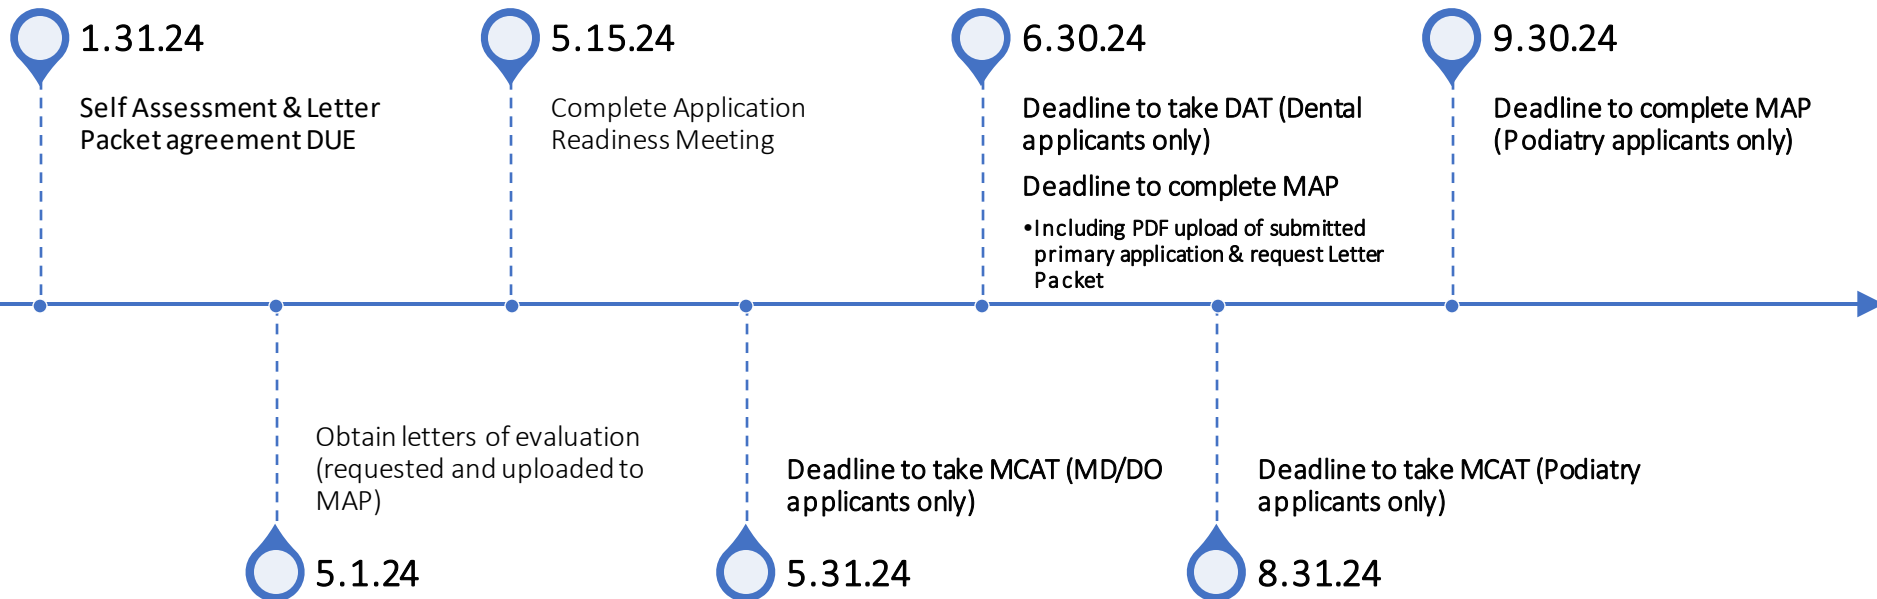 1.31.24
Self Assessment & Letter
Packet agreement DUE
5.1.24
Obtain letters of evaluation
(requested and uploaded to
MAP)
5.15.24
Complete Application
Readiness Meeting
5.31.24
Deadline to take MCAT (MD/DO
applicants only)
6.30.24
Deadline to take DAT (Dental
applicants only)
Deadline to complete MAP
•Including PDF upload of submitted
primary application & request Letter
Packet
8.31.24
Deadline to take MCAT (Podiatry
applicants only)
9.30.24
Deadline to complete MAP
(Podiatry applicants only)